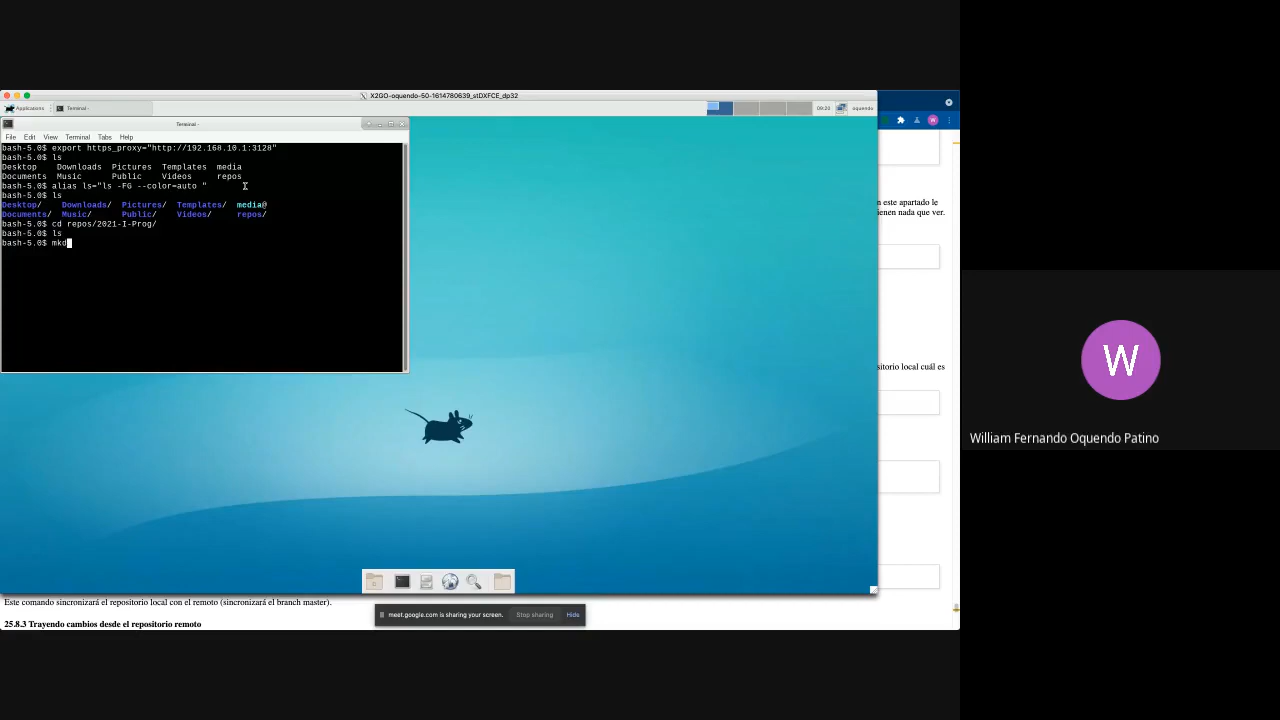 X2GO-oquendo-50-1614780639_stDXFCE_dp32
Applications
Terminal -
09:20
oquendo
Terminal -
File Edit View Terminal Tabs Help
bash-5.0$ export https_proxy="http://192.168.10.1:3128"
bash-5.0$ ls
Desktop Downloads Pictures Templates media
Documents Music Public Videos repos
bash-5.0$ alias ls="ls -FG --color=auto "
bash-5.0$ ls
Desktop/ Downloads/ Pictures/ Templates/ media@
Documents/ Music/ Public/ Videos/ repos/
bash-5.0$ cd repos/2021-I-Prog/
bash-5.0$ ls
bash-5.0$ mkd
n este apartado le
ienen nada que ver.
sitorio local cuál es
W
W
William Fernando Oquendo Patino
Este comando sincronizará el repositorio local con el remoto (sincronizará el branch master).
meet.google.com is sharing your screen. Stop sharing Hide
25.8.3 Trayendo cambios desde el repositorio remoto